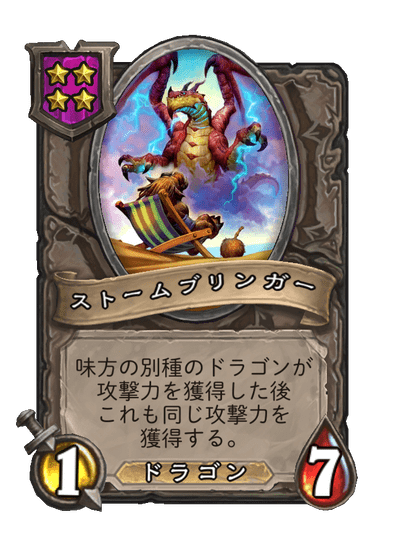 ストームブリンガー
味方の別種のドラゴンが
攻撃力を獲得した後
これも同じ攻撃力を
獲得する。
1
ドラゴン
7